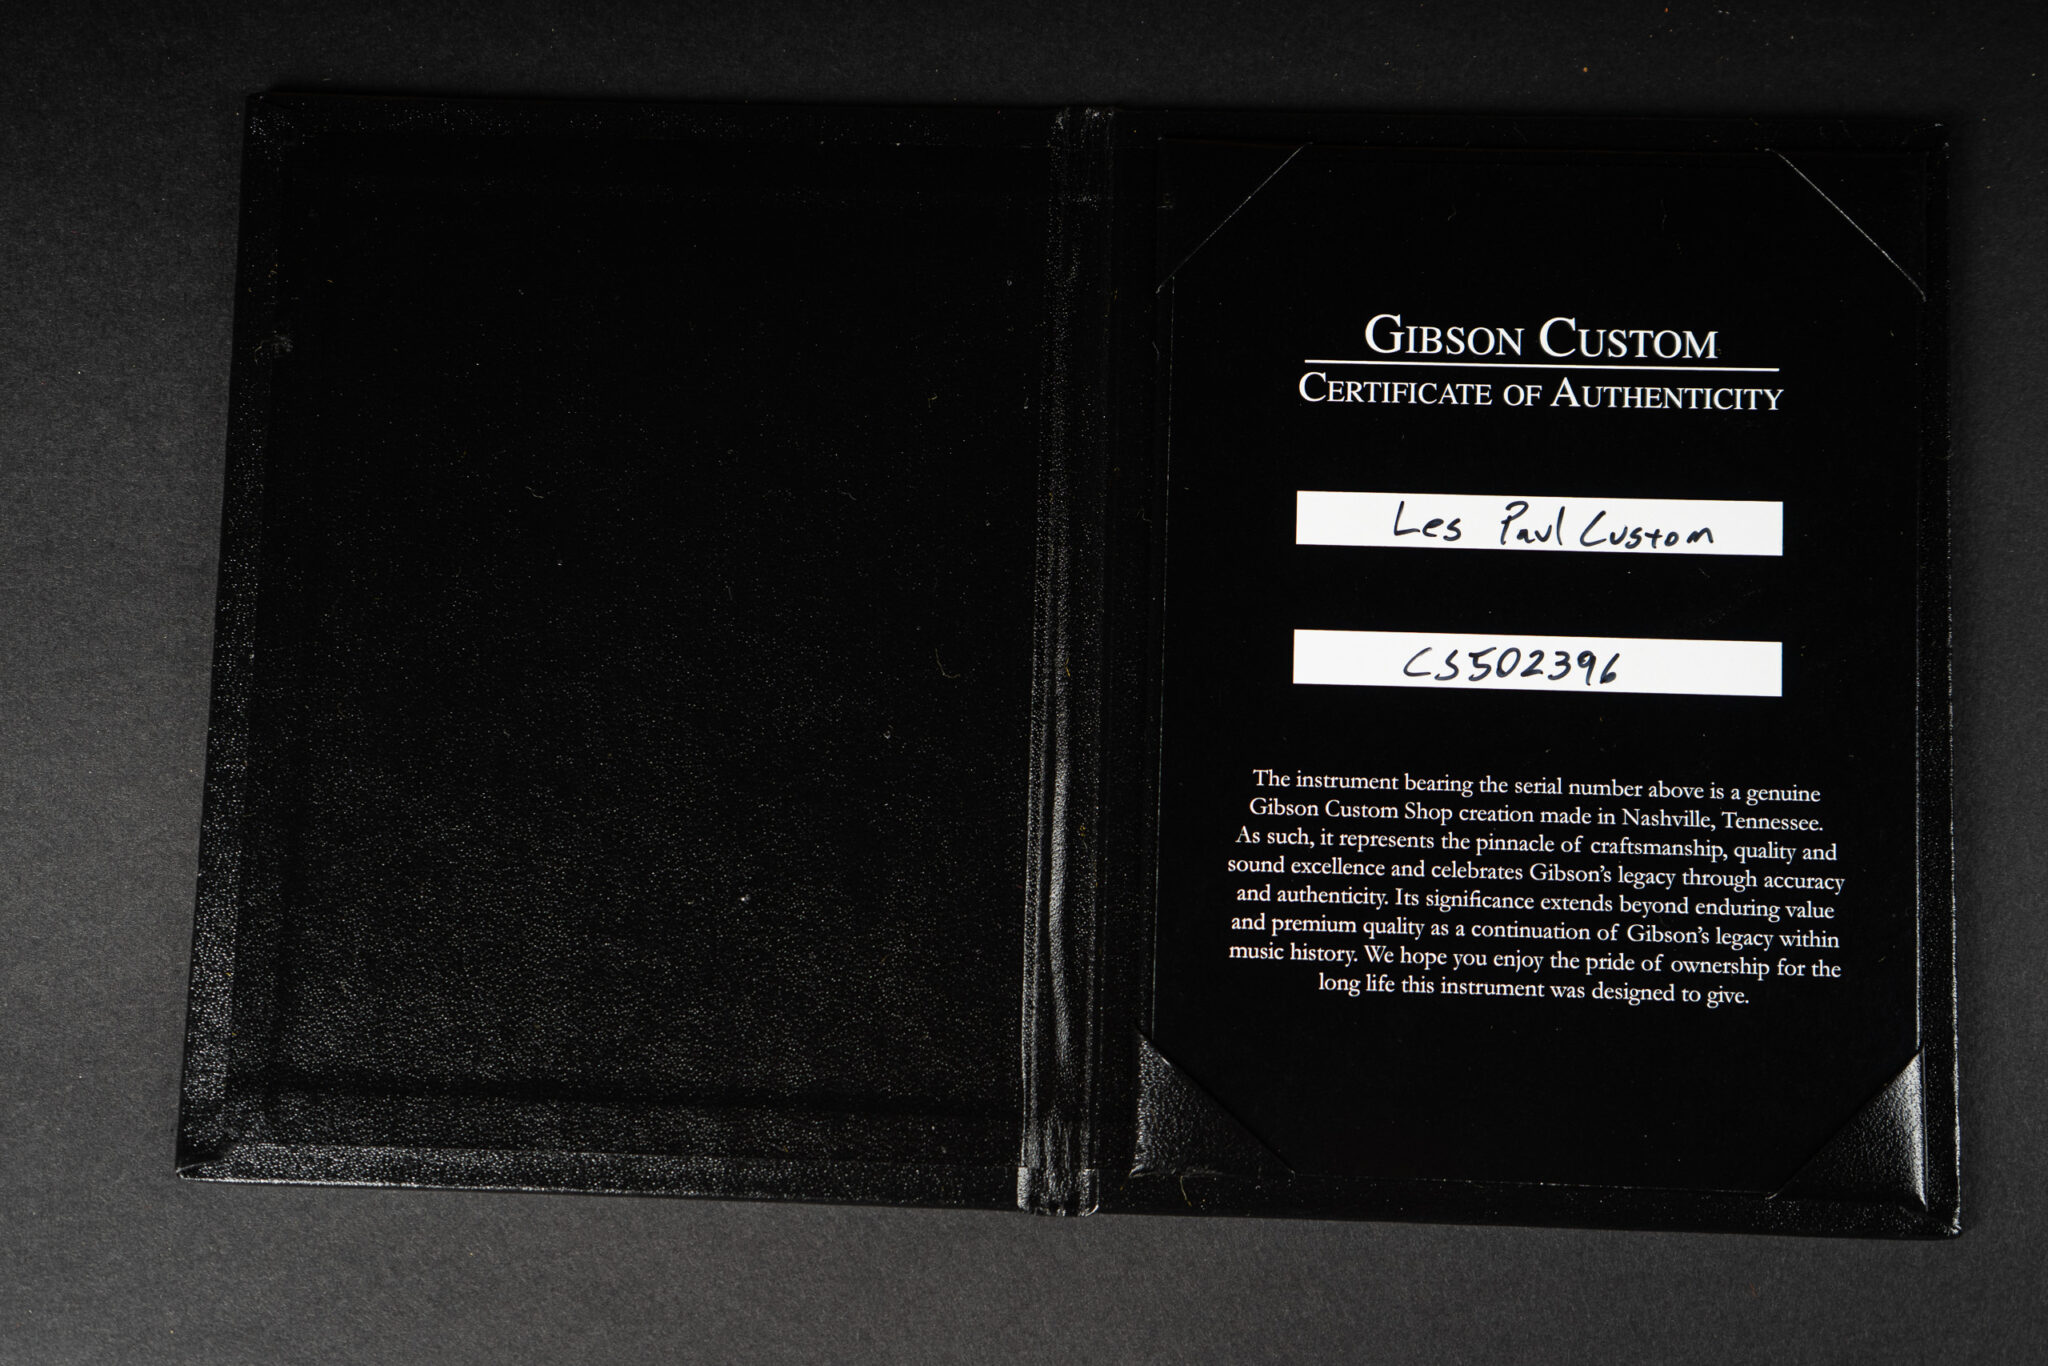 GIBSON CUSTOM
CERTIFICATE OF AUTHENTICITY
Les Paul Custom
CS502396
The instrument bearing the serial number above is a genuine
Gibson Custom Shop creation made in Nashville, Tennessee.
As such, it represents the pinnacle of craftsmanship, quality and
sound excellence and celebrates Gibson's legacy through accuracy
and authenticity. Its significance extends beyond enduring value
and premium quality as a continuation of Gibson's legacy within
music history. We hope you enjoy the pride of ownership for the
long life this instrument was designed to give.